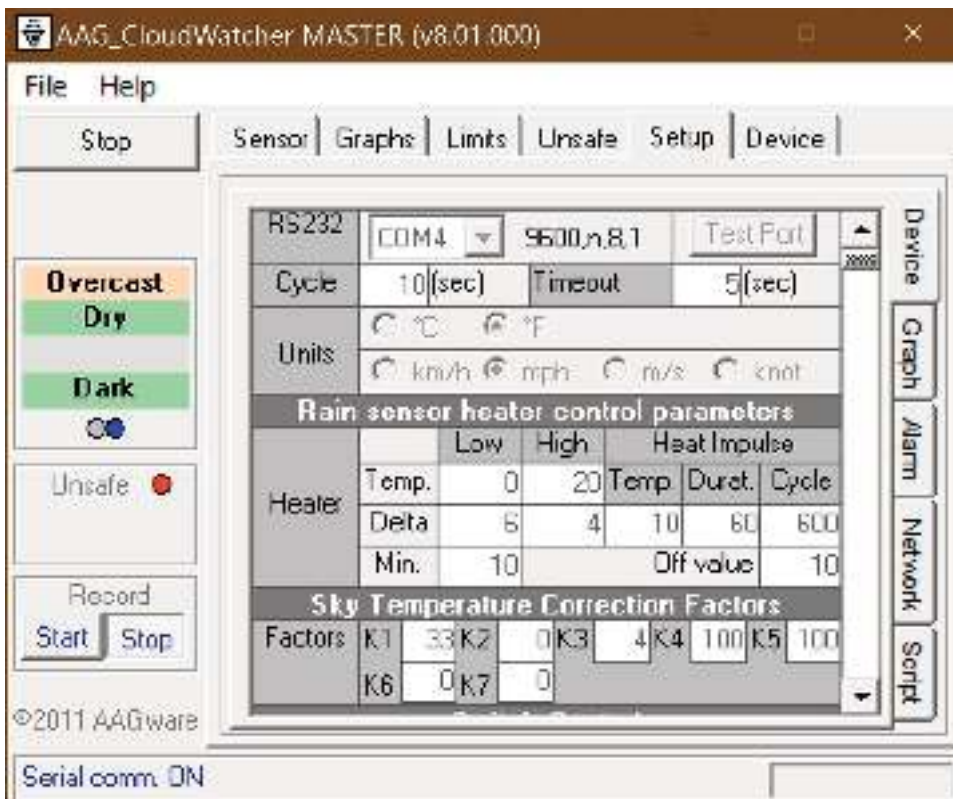 AAG_CloudWatcher MASTER (v8.01.000)
File Help
Stop
Sensor Graphs Limits Unsafe Setup Device
Overcast
Dry
Dark
Unsafe
Record
Start Stop
©2011 AAGware
Serial comm. ON
RS232 COM4 9600,n,8,1 Test Port
Cycle 10 (sec) Timeout 5 (sec)
Units °C °F
km/h mph m/s knot
Rain sensor heater control parameters
Low High Heat Impulse
Heater Temp. 0 20 Temp Durat. Cycle
Delta 6 4 10 60 600
Min. 10 Off value 10
Sky Temperature Correction Factors
Factors K1 33 K2 0 K3 4 K4 100 K5 100
K6 0 K7 0
Device
Graph
Alarm
Network
Script